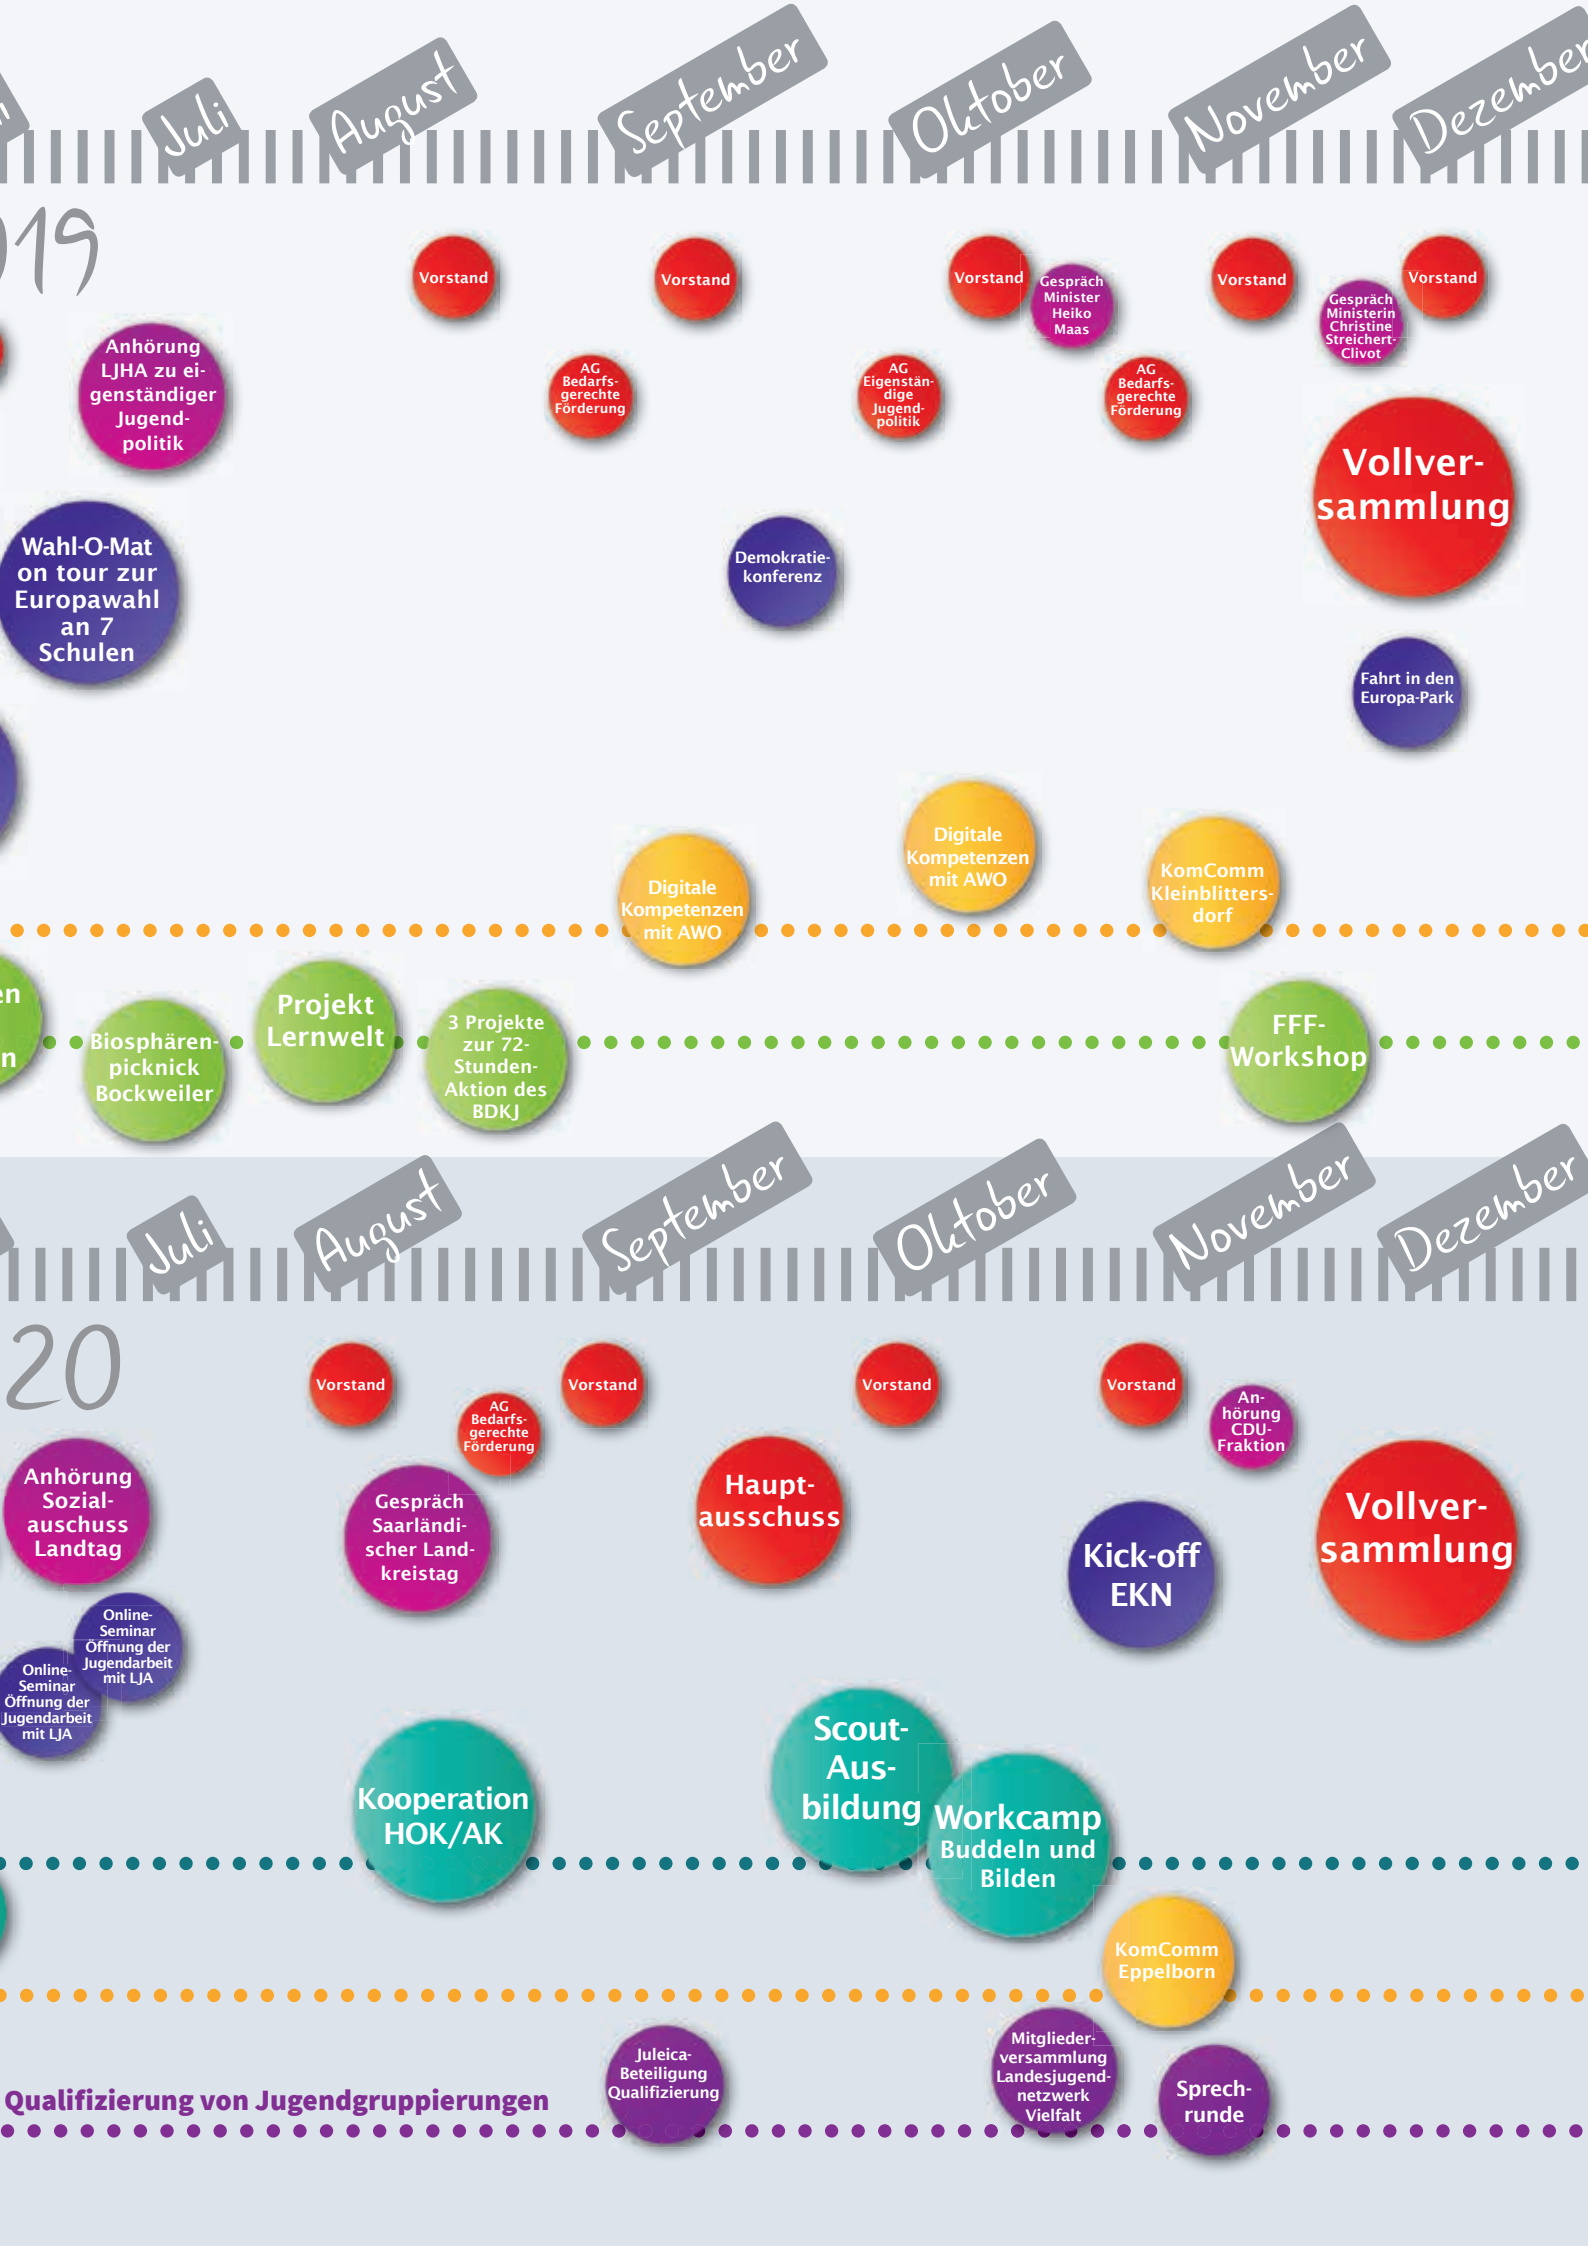 Juli
August
September
Oktober
November
Dezember
19
Vorstand
Vorstand
Vorstand
Gespräch
Minister
Heiko
Maas
Vorstand
Gespräch
Ministerin
Christine
Streichert-
Clivot
Vorstand
Anhörung
LJHA zu ei-
genständiger
Jugend-
politik
AG
Bedarfs-
gerechte
Förderung
AG
Eigenstän-
dige
Jugend-
politik
AG
Bedarfs-
gerechte
Förderung
Vollver-
sammlung
Wahl-O-Mat
on tour zur
Europawahl
an 7
Schulen
Demokratie-
konferenz
Fahrt in den
Europa-Park
Digitale
Kompetenzen
mit AWO
Digitale
Kompetenzen
mit AWO
KomComm
Kleinblitters-
dorf
en
n
Biosphären-
picknick
Bockweiler
Projekt
Lernwelt
3 Projekte
zur 72-
Stunden-
Aktion des
BDKJ
FFF-
Workshop
Juli
August
September
Oktober
November
Dezember
20
Vorstand
AG
Bedarfs-
gerechte
Förderung
Vorstand
Vorstand
Vorstand
An-
hörung
CDU-
Fraktion
Anhörung
Sozial-
auschuss
Landtag
Gespräch
Saarländi-
scher Land-
kreistag
Haupt-
ausschuss
Kick-off
EKN
Vollver-
sammlung
Online-
Seminar
Öffnung der
Jugendarbeit
mit LJA
Online-
Seminar
Öffnung der
Jugendarbeit
mit LJA
Kooperation
HOK/AK
Scout-
Aus-
bildung
Workcamp
Buddeln und
Bilden
KomComm
Eppelborn
Qualifizierung von Jugendgruppierungen
Juleica-
Beteiligung
Qualifizierung
Mitglieder-
versammlung
Landesjugend-
netzwerk
Vielfalt
Sprech-
runde